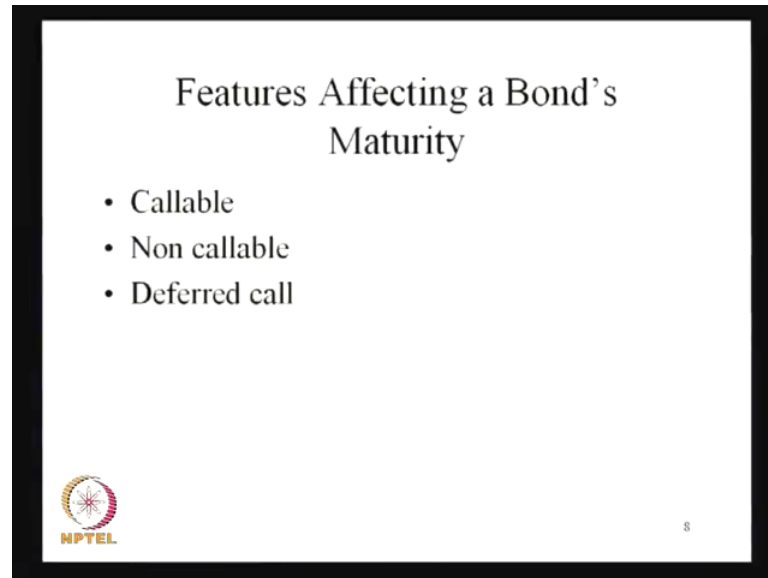 Features Affecting a Bond's
Maturity
• Callable
• Non callable
• Deferred call
NPTEL
8